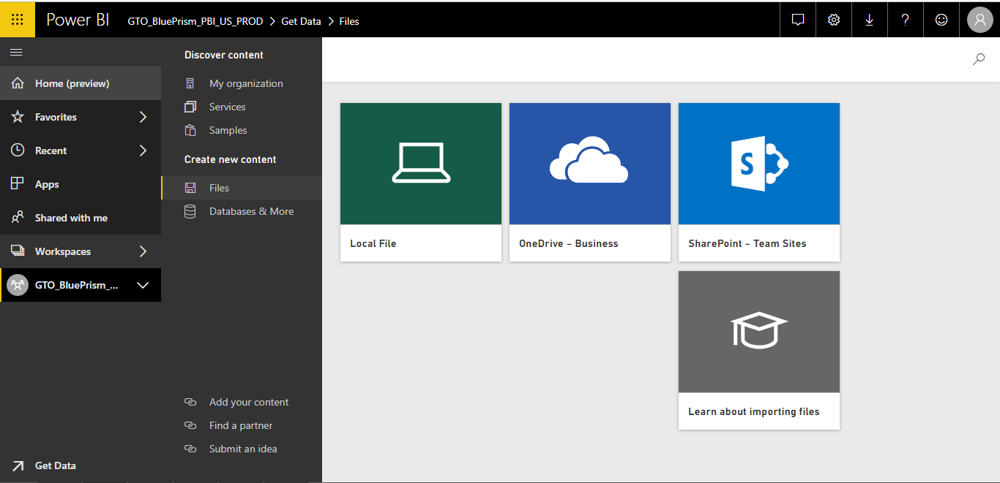 Power BI GTO_BluePrism_PBI_US_PROD > Get Data > Files
Home (preview)
Favorites
Recent
Apps
Shared with me
Workspaces
GTO_BluePrism_...
Get Data
Discover content
My organization
Services
Samples
Create new content
Files
Databases & More
Add your content
Find a partner
Submit an idea
Local File
OneDrive – Business
S
SharePoint – Team Sites
Learn about importing files